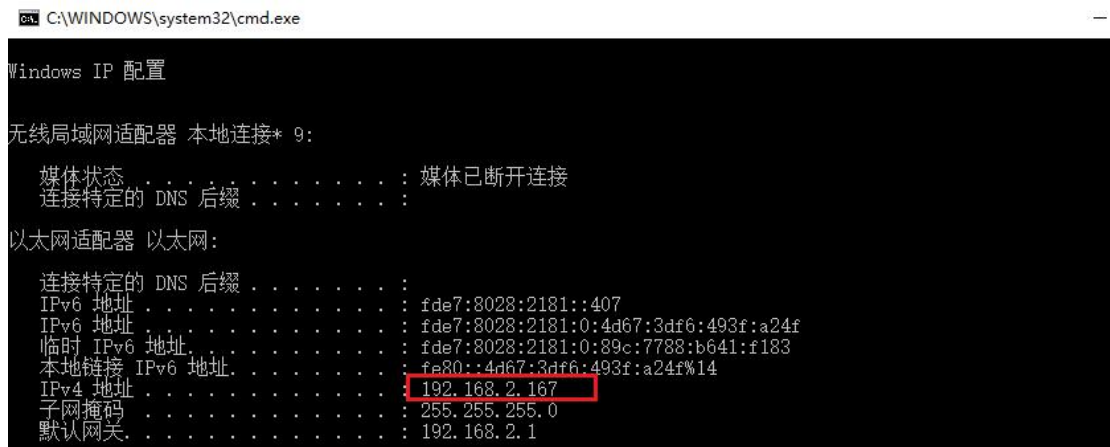 C:\WINDOWS\system32\cmd.exe
Windows IP 配置
无线局域网适配器 本地连接* 9:
媒体状态 . . . . . . . . . . . . : 媒体已断开连接
连接特定的 DNS 后缀 . . . . . . . :
以太网适配器 以太网:
连接特定的 DNS 后缀 . . . . . . . :
IPv6 地址 . . . . . . . . . . . . : fde7:8028:2181::407
IPv6 地址 . . . . . . . . . . . . : fde7:8028:2181:0:4d67:3df6:493f:a24f
临时 IPv6 地址. . . . . . . . . . : fde7:8028:2181:0:89c:7788:b641:f183
本地链接 IPv6 地址. . . . . . . . : fe80::4d67:3df6:493f:a24f%14
IPv4 地址 . . . . . . . . . . . . : 192.168.2.167
子网掩码 . . . . . . . . . . . . : 255.255.255.0
默认网关. . . . . . . . . . . . . : 192.168.2.1